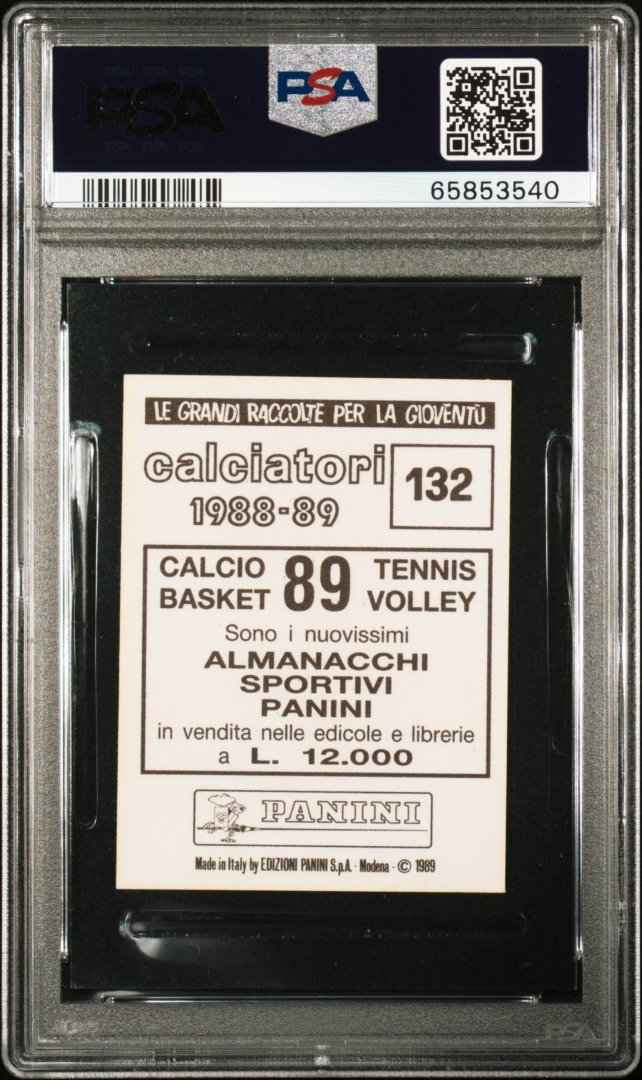 PSA
PSA
65853540
LE GRANDI RACCOLTE PER LA GIOVENTÙ
calciatori
1988-89
132
CALCIO 89 TENNIS
BASKET VOLLEY
Sono i nuovissimi
ALMANACCHI
SPORTIVI
PANINI
in vendita nelle edicole e librerie
a L. 12.000
PANINI
Made in Italy by EDIZIONI PANINI S.p.A. - Modena - © 1989
PSA